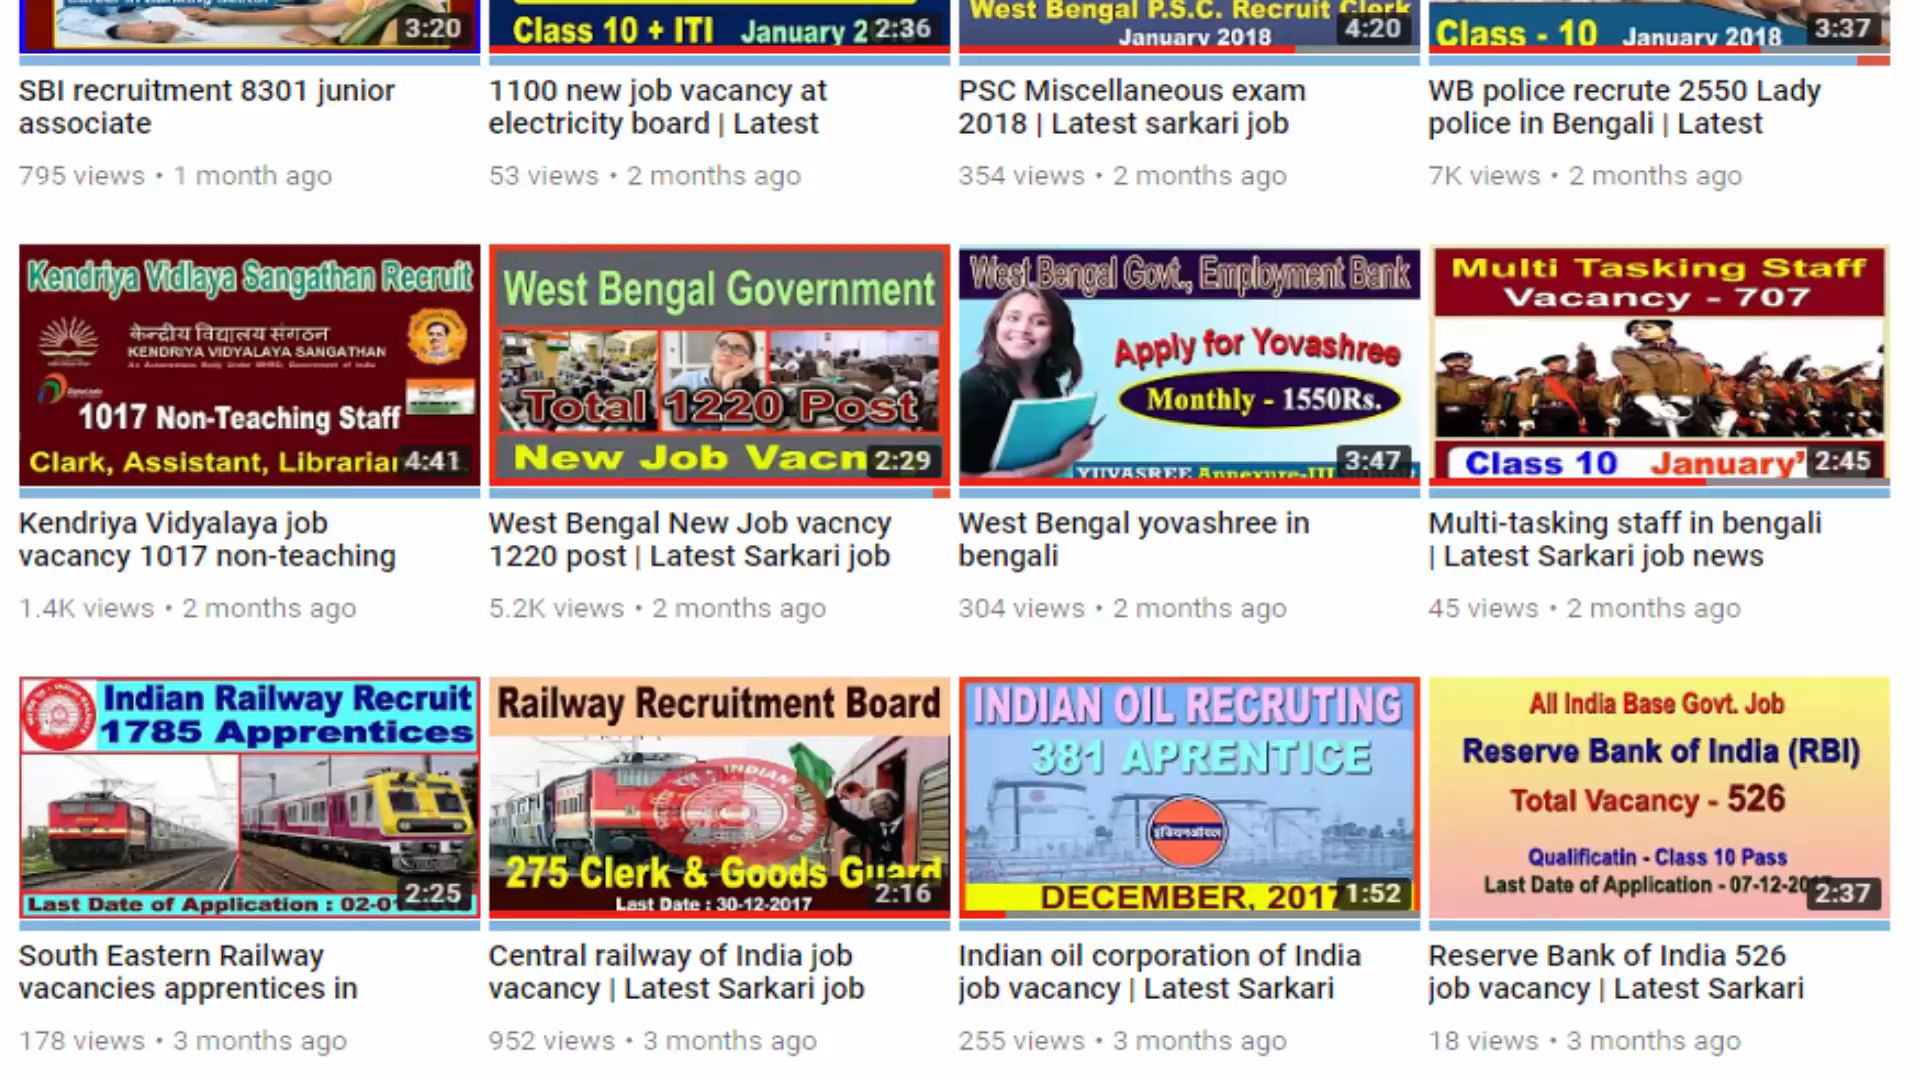 3:20
Class 10 + ITI January 2
2:36
West Bengal P.S.C. Recruit Clerk
January 2018
4:20
Class - 10 January 2018
3:37
SBI recruitment 8301 junior
associate
795 views • 1 month ago
1100 new job vacancy at
electricity board | Latest
53 views • 2 months ago
PSC Miscellaneous exam
2018 | Latest sarkari job
354 views • 2 months ago
WB police recrute 2550 Lady
police in Bengali | Latest
7K views • 2 months ago
Kendriya Vidlaya Sangathan Recruit
केन्द्रीय विद्यालय संगठन
KENDRIYA VIDYALAYA SANGATHAN
1017 Non-Teaching Staff
Clark, Assistant, Librarian
4:41
West Bengal Government
Total 1220 Post
New Job Vacn
2:29
West Bengal Govt., Employment Bank
Apply for Yovashree
Monthly - 1550Rs.
YUVASREE Annexure-III
3:47
Multi Tasking Staff
Vacancy - 707
Class 10 January'
2:45
Kendriya Vidyalaya job
vacancy 1017 non-teaching
1.4K views • 2 months ago
West Bengal New Job vacncy
1220 post | Latest Sarkari job
5.2K views • 2 months ago
West Bengal yovashree in
bengali
304 views • 2 months ago
Multi-tasking staff in bengali
| Latest Sarkari job news
45 views • 2 months ago
Indian Railway Recruit
1785 Apprentices
Last Date of Application : 02-01
2:25
Railway Recruitment Board
INDIAN
275 Clerk & Goods Guard
Last Date : 30-12-2017
2:16
INDIAN OIL RECRUTING
381 APRENTICE
इंडियनऑयल
DECEMBER, 2017
1:52
All India Base Govt. Job
Reserve Bank of India (RBI)
Total Vacancy - 526
Qualificatin - Class 10 Pass
Last Date of Application - 07-12-20
2:37
South Eastern Railway
vacancies apprentices in
178 views • 3 months ago
Central railway of India job
vacancy | Latest Sarkari job
952 views • 3 months ago
Indian oil corporation of India
job vacancy | Latest Sarkari
255 views • 3 months ago
Reserve Bank of India 526
job vacancy | Latest Sarkari
18 views • 3 months ago